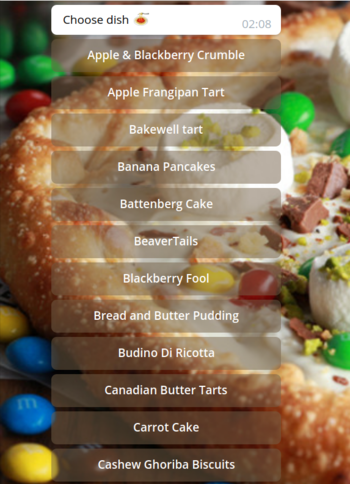 Choose dish 🍝
02:08
Apple & Blackberry Crumble
Apple Frangipan Tart
Bakewell tart
Banana Pancakes
Battenberg Cake
BeaverTails
Blackberry Fool
Bread and Butter Pudding
Budino Di Ricotta
Canadian Butter Tarts
Carrot Cake
Cashew Ghoriba Biscuits
m